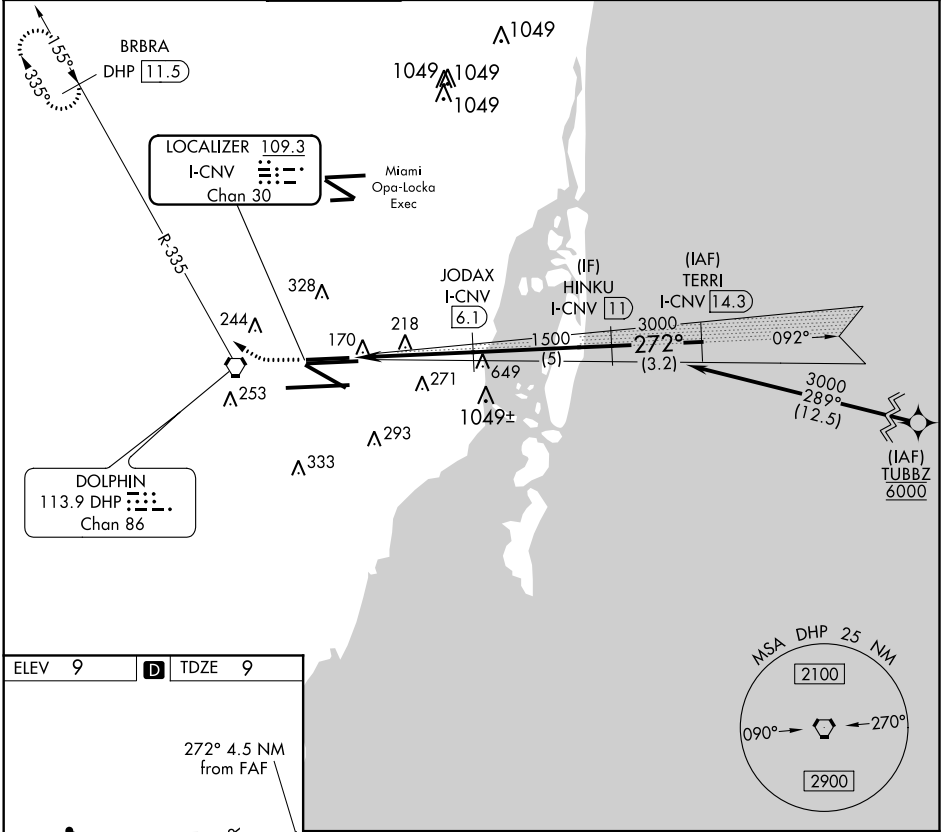 1049
1049
1049
1049
155°
335°
BRBRA
DHP 11.5
LOCALIZER 109.3
I-CNV
Chan 30
Miami
Opa-Locka
Exec
R-335
328
244
253
170
218
271
293
333
649
1049±
JODAX
I-CNV
6.1
(IF)
HINKU
I-CNV 11
(IAF)
TERRI
I-CNV 14.3
1500
(5)
3000
272°
(3.2)
092°
3000
289°
(12.5)
(IAF)
TUBBZ
6000
DOLPHIN
113.9 DHP
Chan 86
ELEV 9 D TDZE 9
272° 4.5 NM
from FAF
MSA DHP 25 NM
2100
090°
270°
2900